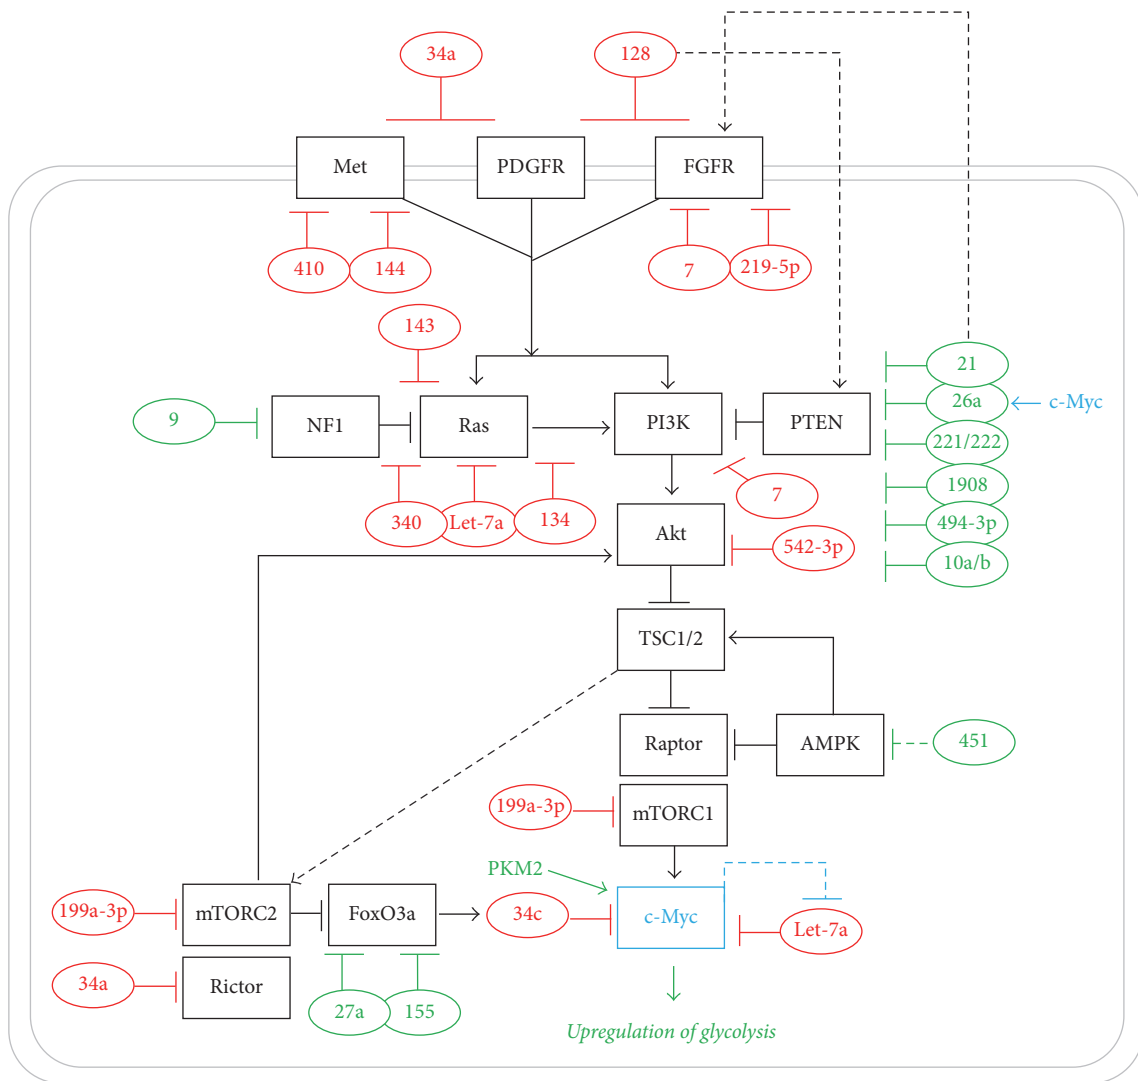 34a
128
Met
PDGFR
FGFR
410
144
7
219-5p
143
21
9
NF1
Ras
PI3K
PTEN
26a
c-Myc
221/222
340
Let-7a
134
7
1908
494-3p
Akt
542-3p
10a/b
TSC1/2
Raptor
AMPK
451
199a-3p
mTORC1
PKM2
199a-3p
mTORC2
FoxO3a
34c
c-Myc
Let-7a
34a
Rictor
27a
155
Upregulation of glycolysis